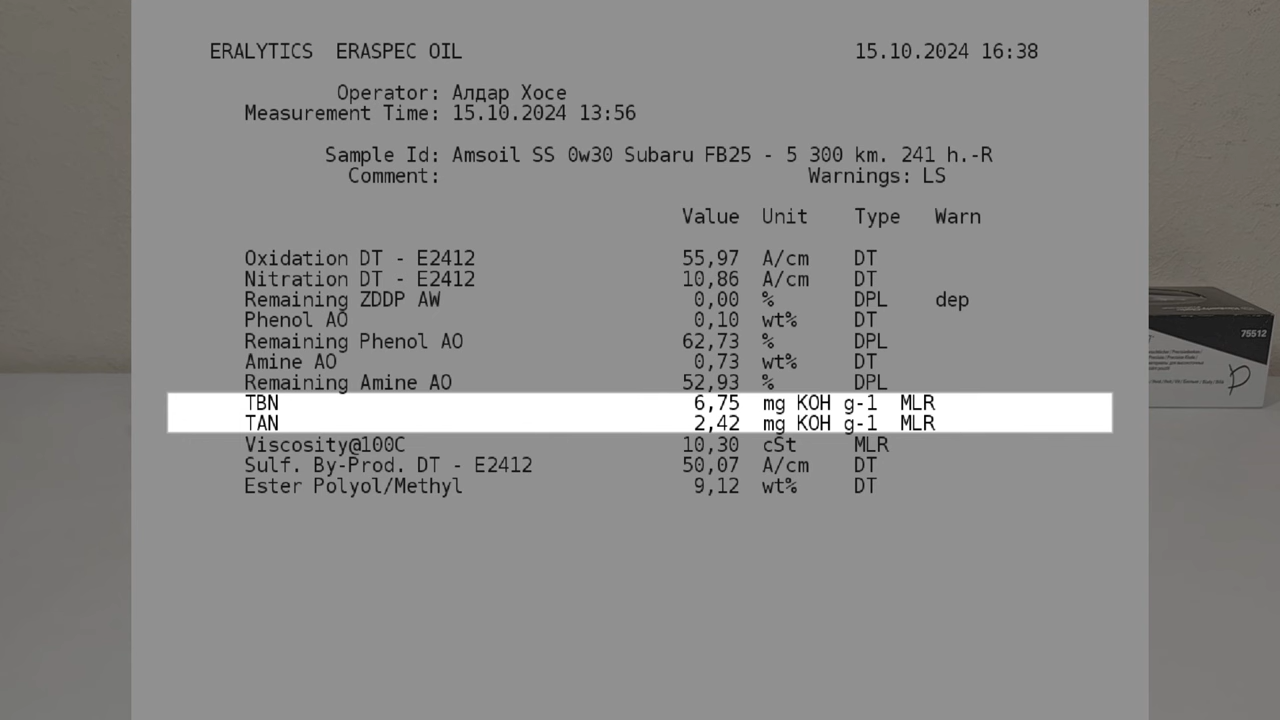 ERALYTICS ERASPEC OIL 15.10.2024 16:38
Operator: Алдар Хосе
Measurement Time: 15.10.2024 13:56
Sample Id: Amsoil SS 0w30 Subaru FB25 - 5 300 km. 241 h.-R
Comment: Warnings: LS
Value Unit Type Warn
Oxidation DT - E2412 55,97 A/cm DT
Nitration DT - E2412 10,86 A/cm DT
Remaining ZDDP AW 0,00 % DPL dep
Phenol AO 0,10 wt% DT
Remaining Phenol AO 62,73 % DPL
Amine AO 0,73 wt% DT
Remaining Amine AO 52,93 % DPL
TBN 6,75 mg KOH g-1 MLR
TAN 2,42 mg KOH g-1 MLR
Viscosity@100C 10,30 cSt MLR
Sulf. By-Prod. DT - E2412 50,07 A/cm DT
Ester Polyol/Methyl 9,12 wt% DT
75512